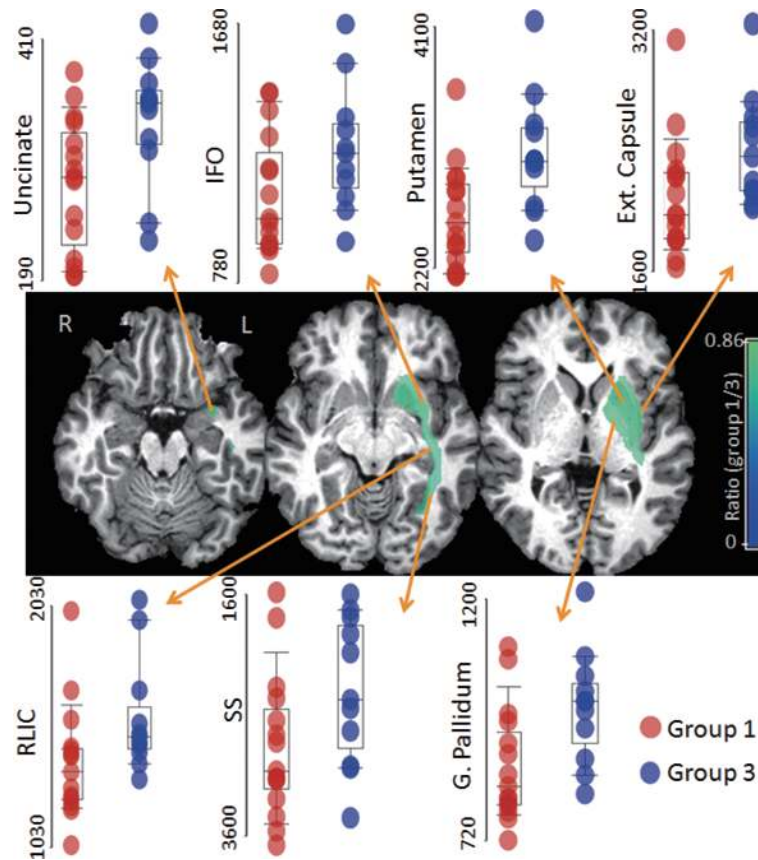 410
Uncinate
190
1680
IFO
780
4100
Putamen
2200
3200
Ext. Capsule
1600
R
L
0.86
Ratio (group 1/3)
0
2030
RLIC
1030
1600
SS
3600
1200
G. Pallidum
720
Group 1
Group 3